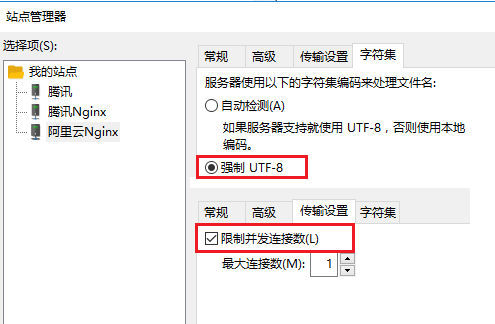 站点管理器
选择项(S):
我的站点
腾讯
腾讯Nginx
阿里云Nginx
常规 高级 传输设置 字符集
服务器使用以下的字符集编码来处理文件名:
自动检测(A)
如果服务器支持就使用 UTF-8，否则使用本地
编码。
强制 UTF-8
常规 高级 传输设置 字符集
限制并发连接数(L)
最大连接数(M): 1